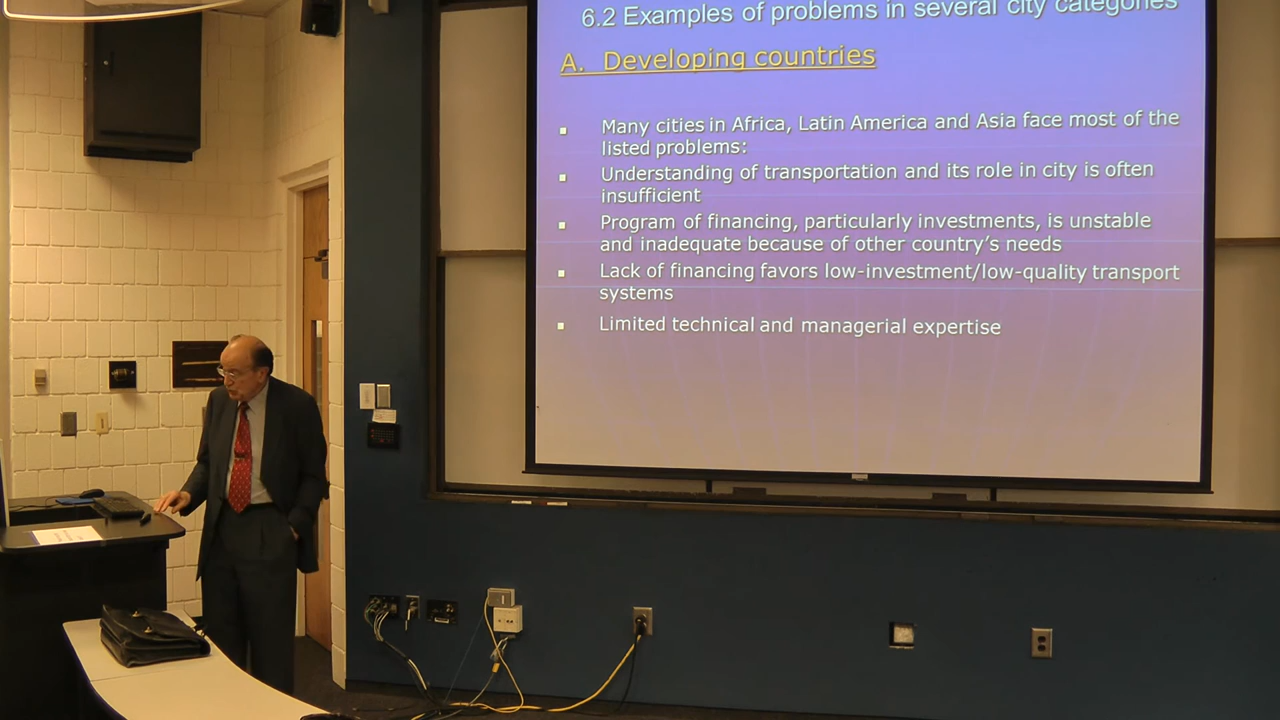 6.2 Examples of problems in several city categories
A. Developing countries
Many cities in Africa, Latin America and Asia face most of the
listed problems:
Understanding of transportation and its role in city is often
insufficient
Program of financing, particularly investments, is unstable
and inadequate because of other country's needs
Lack of financing favors low-investment/low-quality transport
systems
Limited technical and managerial expertise